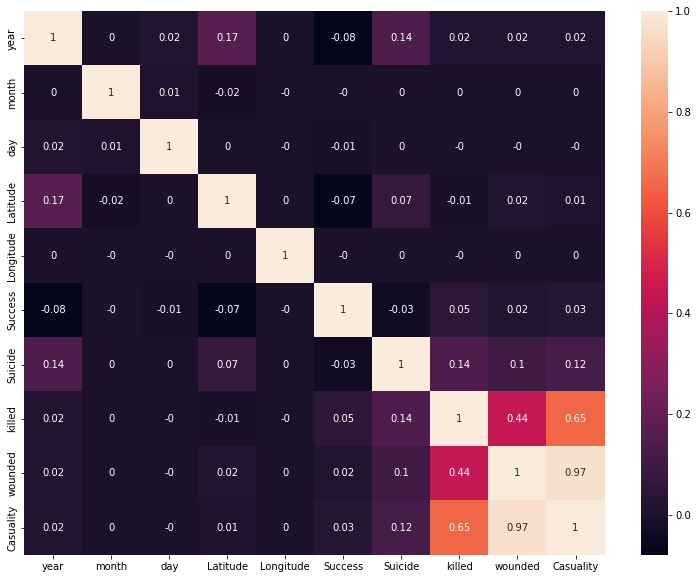 year 1 0 0.02 0.17 0 -0.08 0.14 0.02 0.02 0.02
month 0 1 0.01 -0.02 -0 -0 0 0 0 0
day 0.02 0.01 1 0 -0 -0.01 0 -0 -0 -0
Latitude 0.17 -0.02 0 1 0 -0.07 0.07 -0.01 0.02 0.01
Longitude 0 -0 -0 0 1 -0 0 -0 0 0
Success -0.08 -0 -0.01 -0.07 -0 1 -0.03 0.05 0.02 0.03
Suicide 0.14 0 0 0.07 0 -0.03 1 0.14 0.1 0.12
killed 0.02 0 -0 -0.01 -0 0.05 0.14 1 0.44 0.65
wounded 0.02 0 -0 0.02 0 0.02 0.1 0.44 1 0.97
Casuality 0.02 0 -0 0.01 0 0.03 0.12 0.65 0.97 1
year month day Latitude Longitude Success Suicide killed wounded Casuality
1.0
0.8
0.6
0.4
0.2
0.0